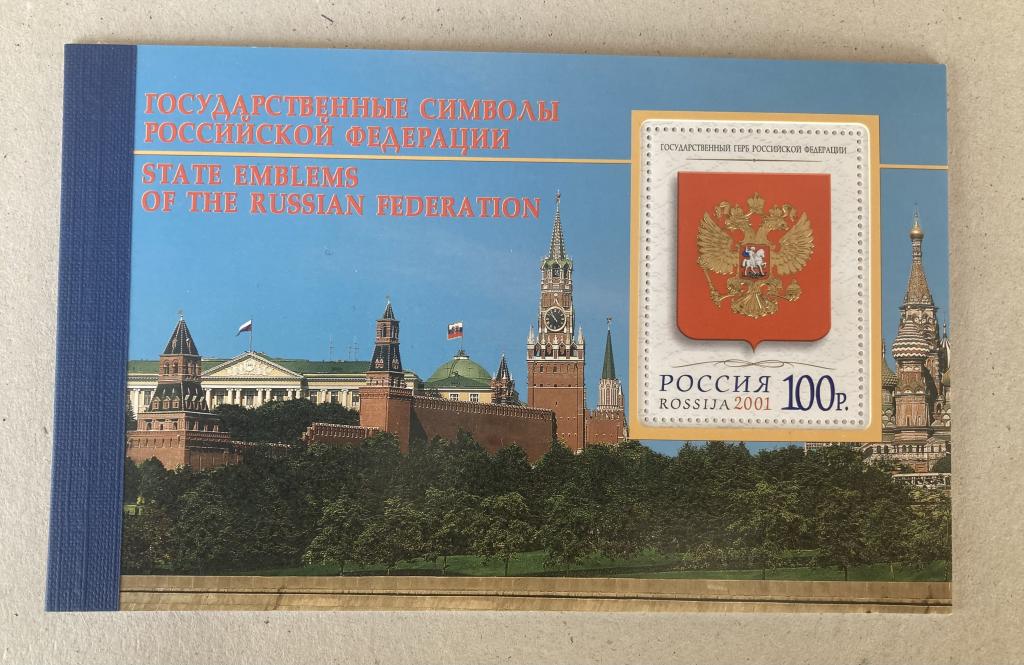 ГОСУДАРСТВЕННЫЕ СИМВОЛЫ
РОССИЙСКОЙ ФЕДЕРАЦИИ
STATE EMBLEMS
OF THE RUSSIAN FEDERATION
ГОСУДАРСТВЕННЫЙ ГЕРБ РОССИЙСКОЙ ФЕДЕРАЦИИ
РОССИЯ 100Р.
ROSSIJA 2001